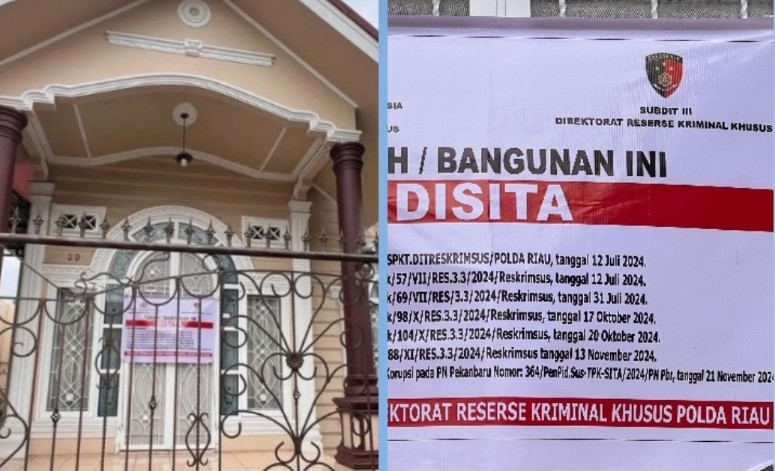 2D
BANGUNAN INI
DISITA
SIA
US
SUBDIT III
DIREKTORAT RESERSE KRIMINAL KHUSUS
H / BANGUNAN INI
DISITA
SPKT.DITRESKRIMSUS/POLDA RIAU, tanggal 12 Juli 2024.
k/57/VII/RES.3.3/2024/Reskrimsus, tanggal 12 Juli 2024.
k/69/VII/RES/3.3/2024/Reskrimsus, tanggal 31 Juli 2024.
k/98/X/RES.3.3/2024/Reskrimsus, tanggal 17 Oktober 2024.
k/104/X/RES.3.3/2024/Reskrimsus, tanggal 20 Oktober 2024.
88/XI/RES.3.3/2024/Reskrimsus tanggal 13 November 2024.
Korupsi pada PN Pekanbaru Nomor: 364/PenPid.Sus-TPK-SITA/2024/PN Pbr, tanggal 21 November 2024
KTORAT RESERSE KRIMINAL KHUSUS POLDA RIAU